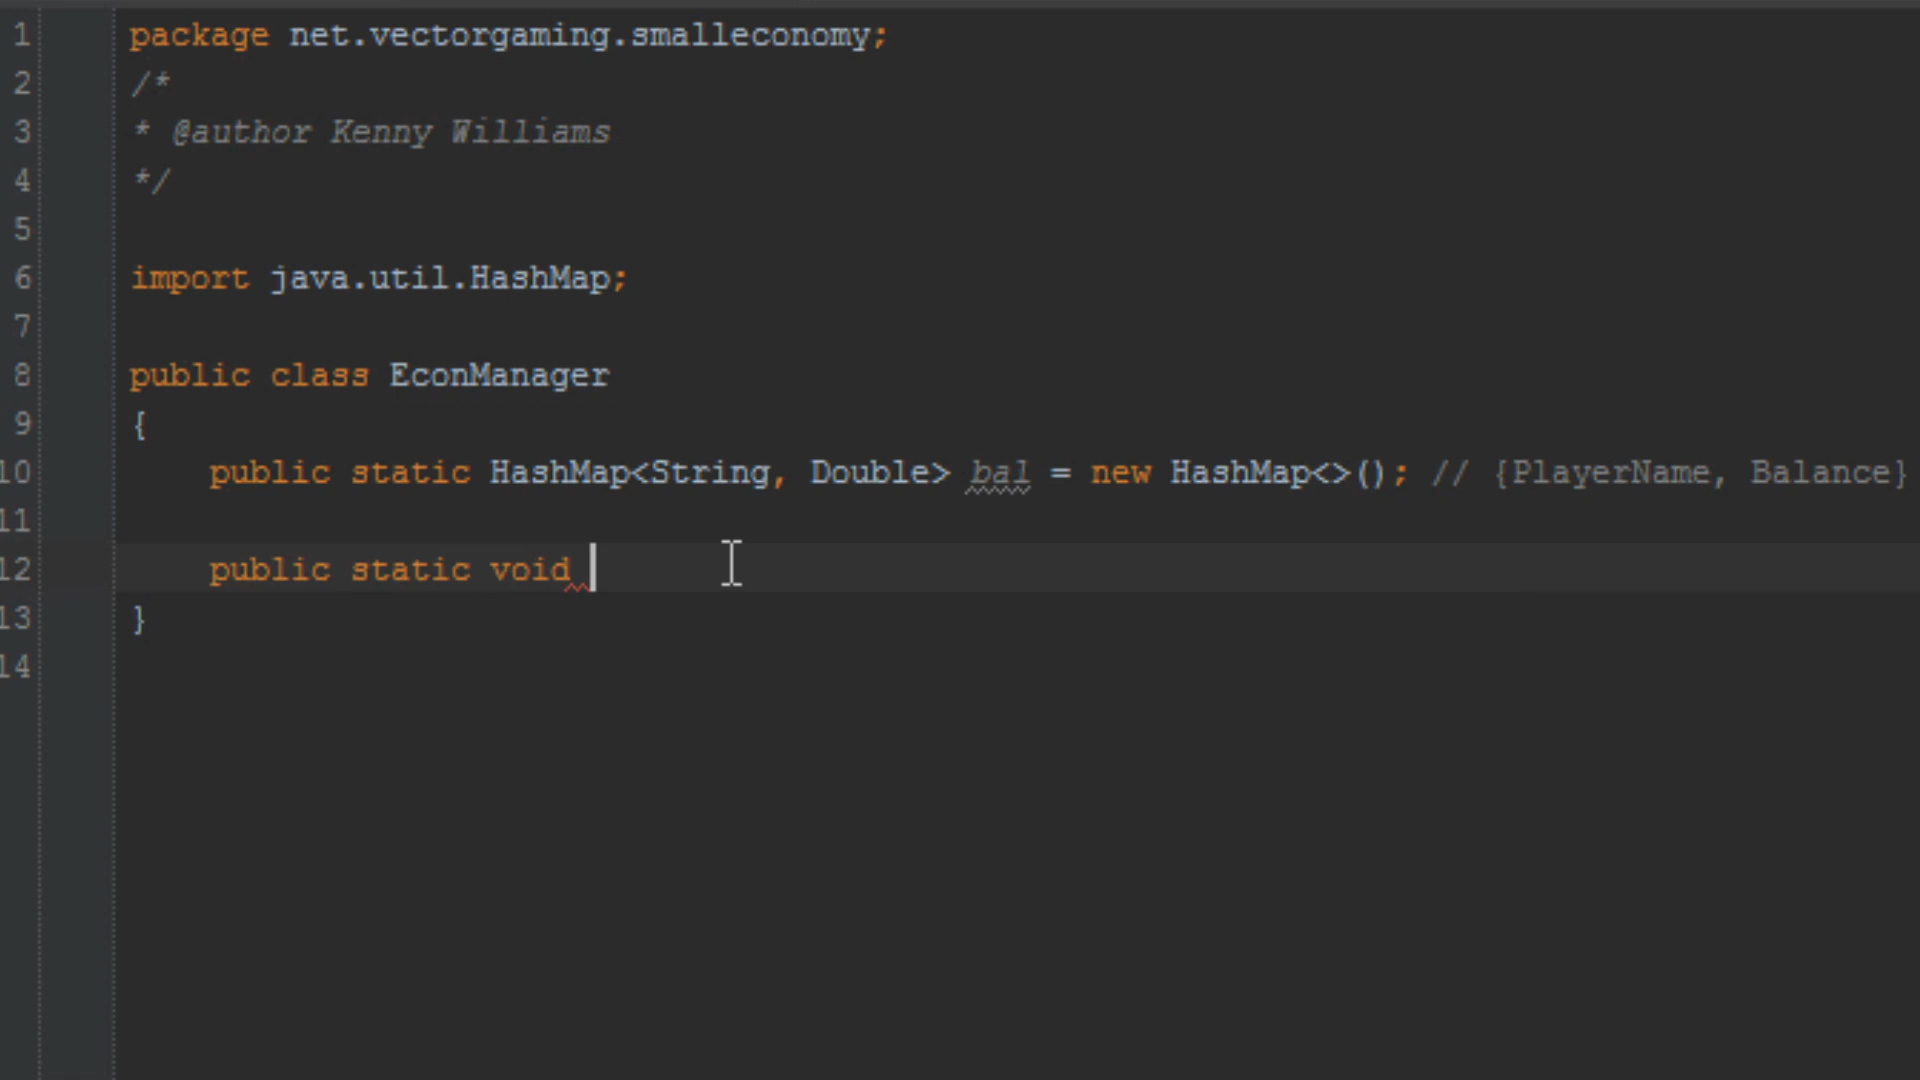 1 package net.vectorgaming.smalleconomy;
2 /*
3 * @author Kenny Williams
4 */
5
6 import java.util.HashMap;
7
8 public class EconManager
9 {
10 public static HashMap<String, Double> bal = new HashMap<>(); // {PlayerName, Balance}
11
12 public static void
13 }
14